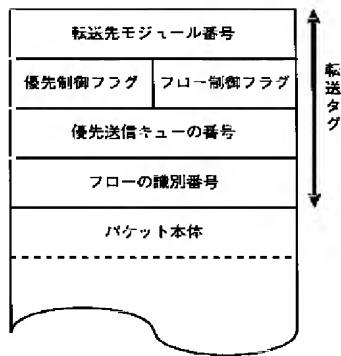 転送先モジュール番号
優先制御フラグ
フロー制御フラグ
優先送信キューの番号
フローの識別番号
パケット本体
転送タグ